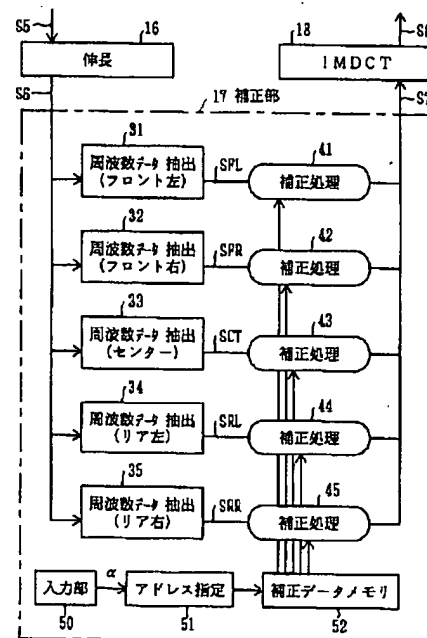 S5
16
18
S8
伸長
IMDCT
S6
17 補正部
S7
31
周波数データ 抽出
(フロント左)
SFL
41
補正処理
32
周波数データ 抽出
(フロント右)
SFR
42
補正処理
33
周波数データ 抽出
(センター)
SCT
43
補正処理
34
周波数データ 抽出
(リア左)
SRL
44
補正処理
35
周波数データ 抽出
(リア右)
SRR
45
補正処理
入力部
α
アドレス指定
補正データメモリ
50
51
52